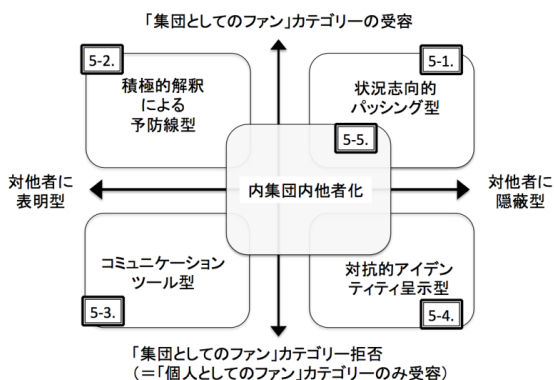 「集団としてのファン」カテゴリーの受容
5-2.
積極的解釈
による
予防線型
5-1.
状況志向的
パッシング型
5-5.
内集団内他者化
対他者に
表明型
対他者に
隠蔽型
コミュニケーション
ツール型
5-3.
対抗的アイデン
ティティ呈示型
5-4.
「集団としてのファン」カテゴリー拒否
(=「個人としてのファン」カテゴリーのみ受容)